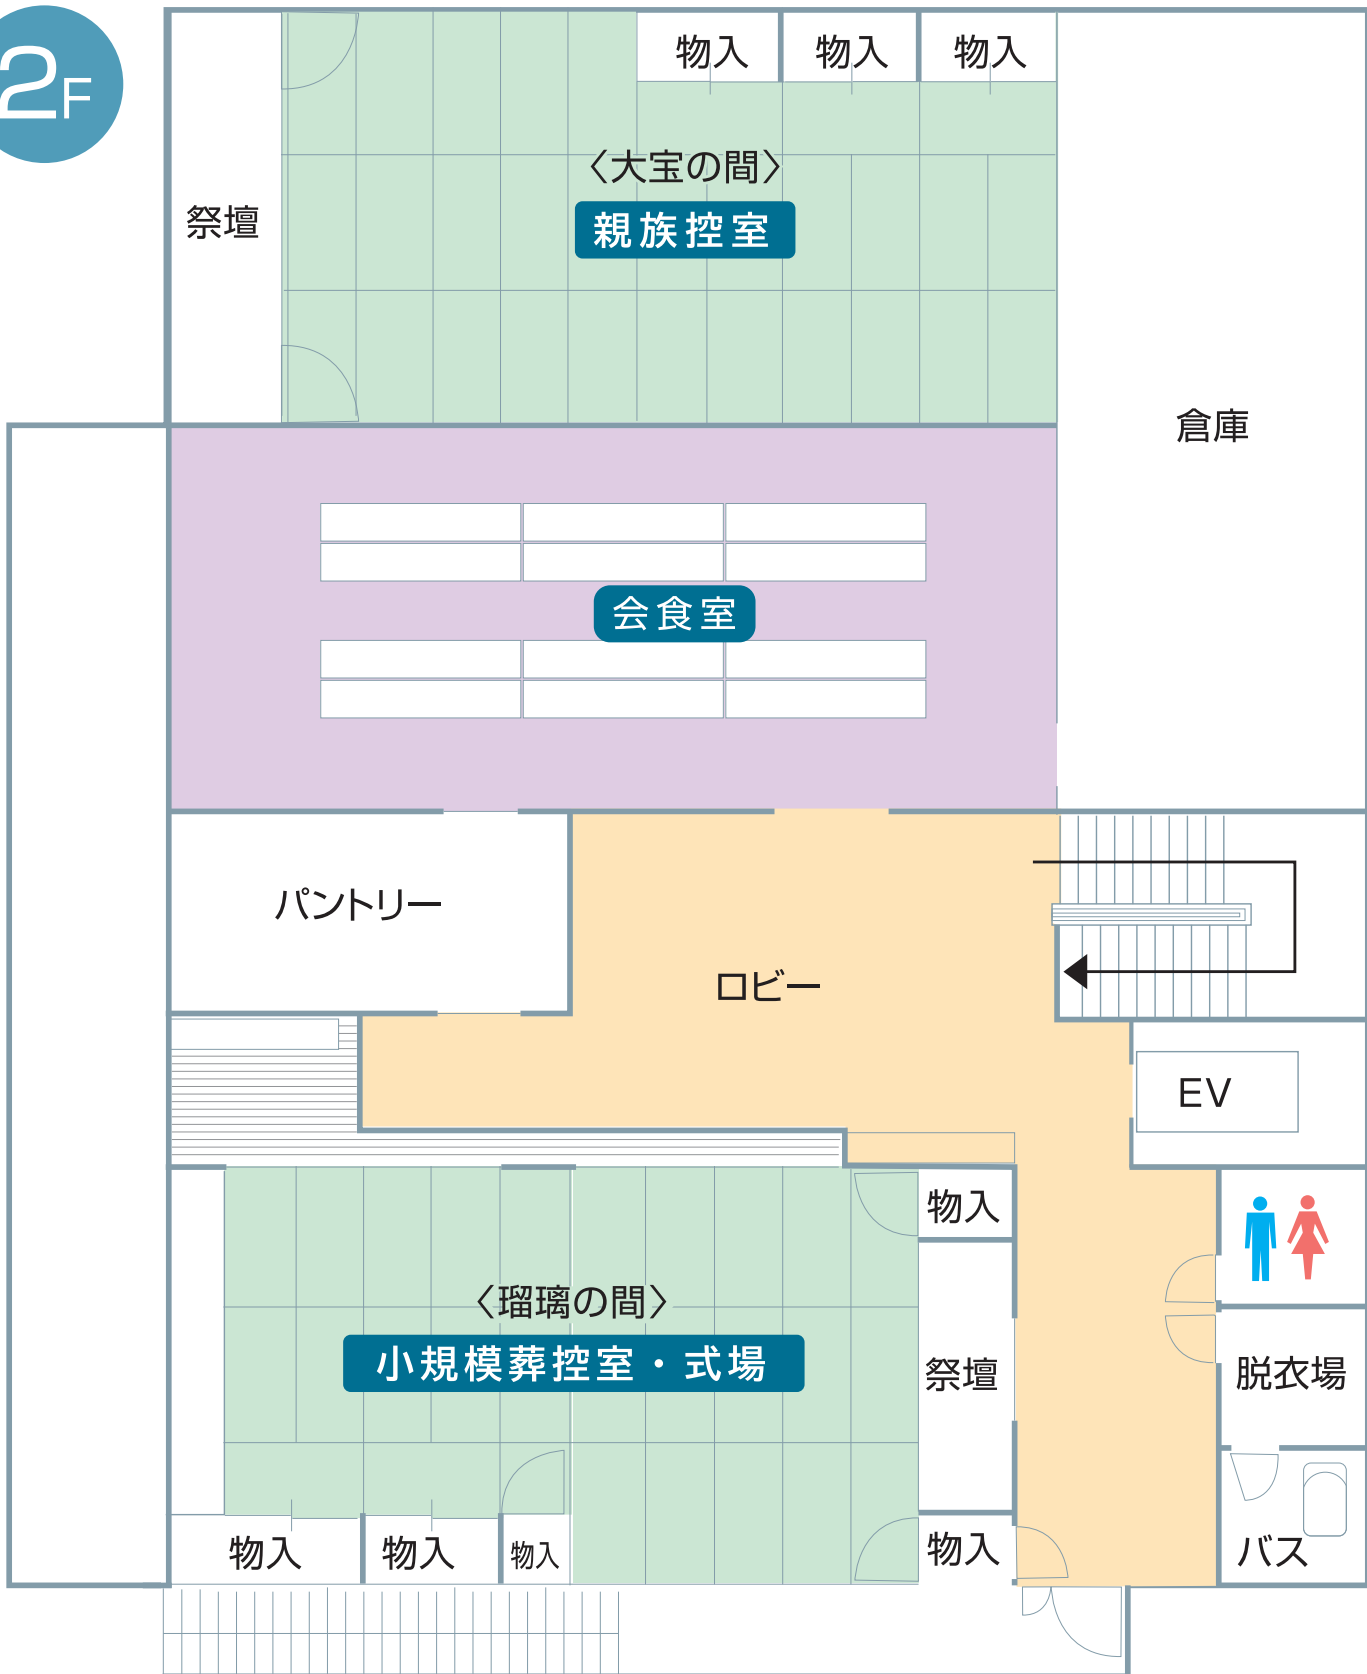 2F
物入
物入
物入
〈大宝の間〉
親族控室
祭壇
倉庫
会食室
パントリー
ロビー
EV
物入
〈瑠璃の間〉
小規模葬控室・式場
祭壇
脱衣場
物入
物入
物入
物入
バス